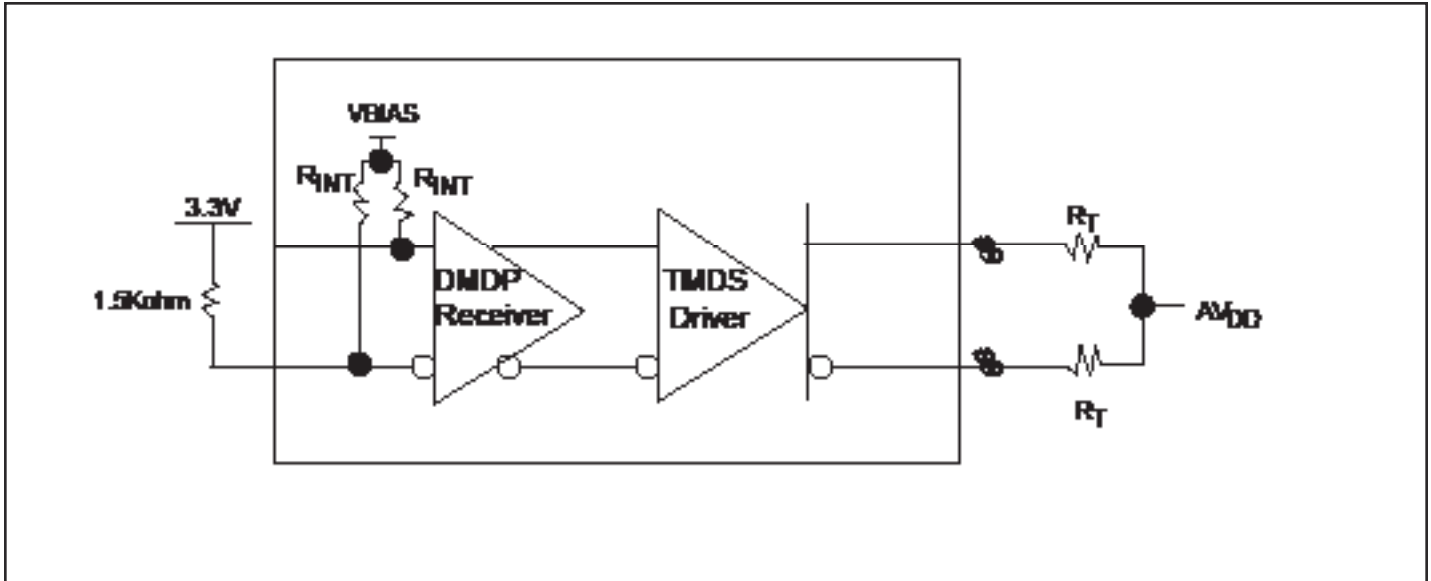 VBIAS
RINT
RINT
3.3V
1.5Kohm
DMDP
Receiver
TMDS
Driver
RT
AVDD
RT